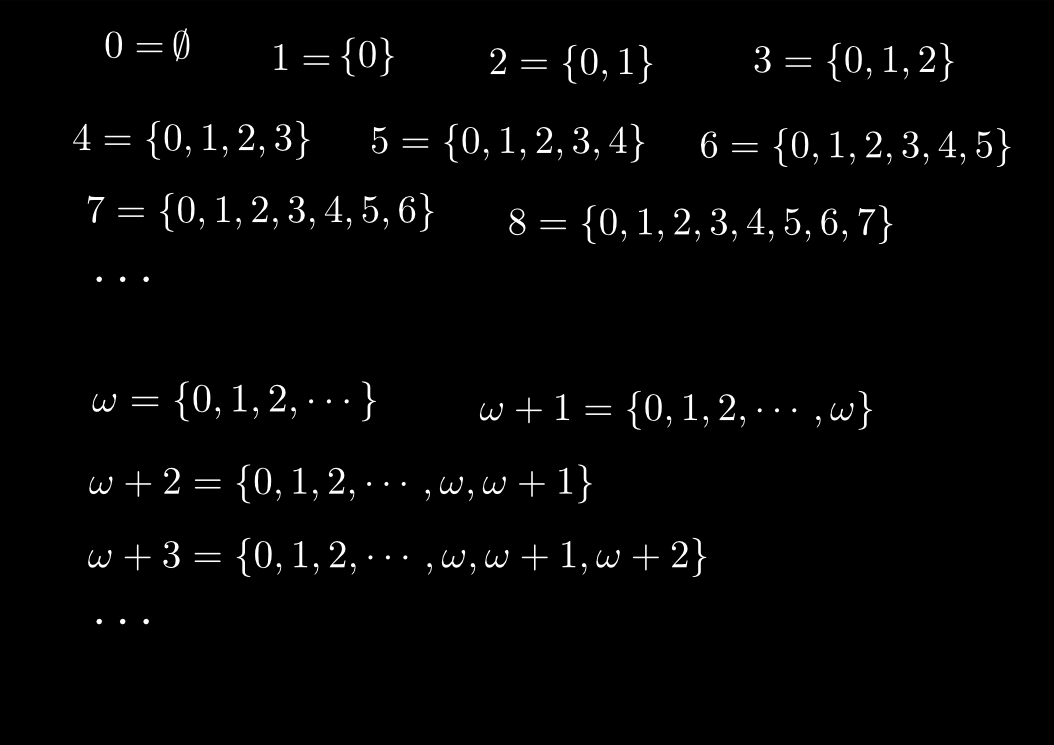 0 = ∅ 1 = {0} 2 = {0, 1} 3 = {0, 1, 2}
4 = {0, 1, 2, 3} 5 = {0, 1, 2, 3, 4} 6 = {0, 1, 2, 3, 4, 5}
7 = {0, 1, 2, 3, 4, 5, 6} 8 = {0, 1, 2, 3, 4, 5, 6, 7}
···
ω = {0, 1, 2, ···} ω + 1 = {0, 1, 2, ··· , ω}
ω + 2 = {0, 1, 2, ··· , ω, ω + 1}
ω + 3 = {0, 1, 2, ··· , ω, ω + 1, ω + 2}
···